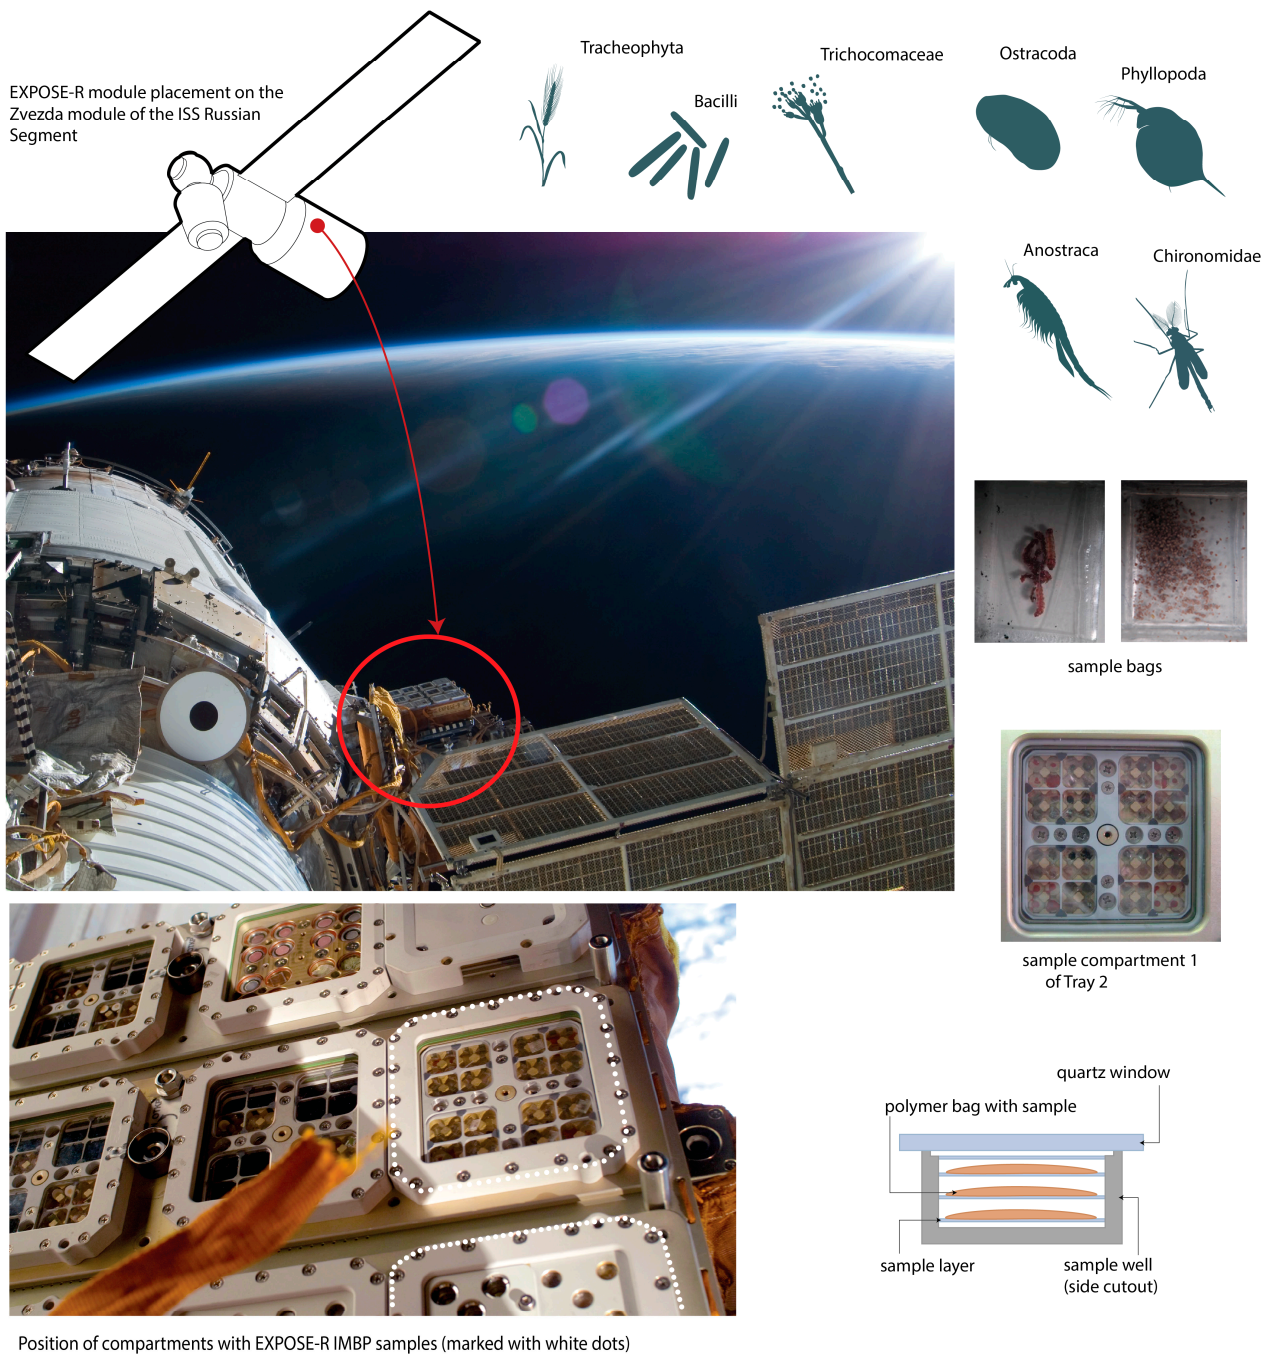 EXPOSE-R module placement on the
Zvezda module of the ISS Russian
Segment
Tracheophyta
Bacilli
Trichocomaceae
Ostracoda
Phyllopoda
Anostraca
Chironomidae
sample bags
sample compartment 1
of Tray 2
quartz window
polymer bag with sample
sample layer
sample well
(side cutout)
Position of compartments with EXPOSE-R IMBP samples (marked with white dots)